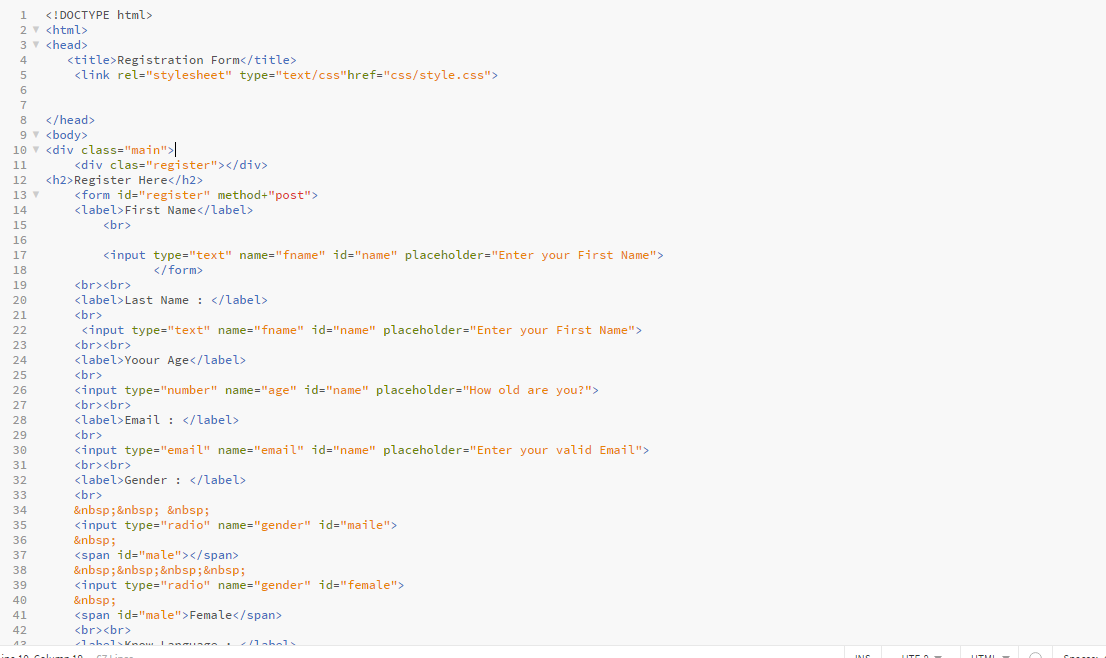 1 <!DOCTYPE html>
2 <html>
3 <head>
4 <title>Registration Form</title>
5 <link rel="stylesheet" type="text/css"href="css/style.css">
6
7
8 </head>
9 <body>
10 <div class="main">
11 <div clas="register"></div>
12 <h2>Register Here</h2>
13 <form id="register" method+"post">
14 <label>First Name</label>
15 <br>
16
17 <input type="text" name="fname" id="name" placeholder="Enter your First Name">
18 </form>
19 <br><br>
20 <label>Last Name : </label>
21 <br>
22 <input type="text" name="fname" id="name" placeholder="Enter your First Name">
23 <br><br>
24 <label>Yoour Age</label>
25 <br>
26 <input type="number" name="age" id="name" placeholder="How old are you?">
27 <br><br>
28 <label>Email : </label>
29 <br>
30 <input type="email" name="email" id="name" placeholder="Enter your valid Email">
31 <br><br>
32 <label>Gender : </label>
33 <br>
34 &nbsp;&nbsp; &nbsp;
35 <input type="radio" name="gender" id="maile">
36 &nbsp;
37 <span id="male"></span>
38 &nbsp;&nbsp;&nbsp;&nbsp;
39 <input type="radio" name="gender" id="female">
40 &nbsp;
41 <span id="male">Female</span>
42 <br><br>
43 <label>Know Language : </label>